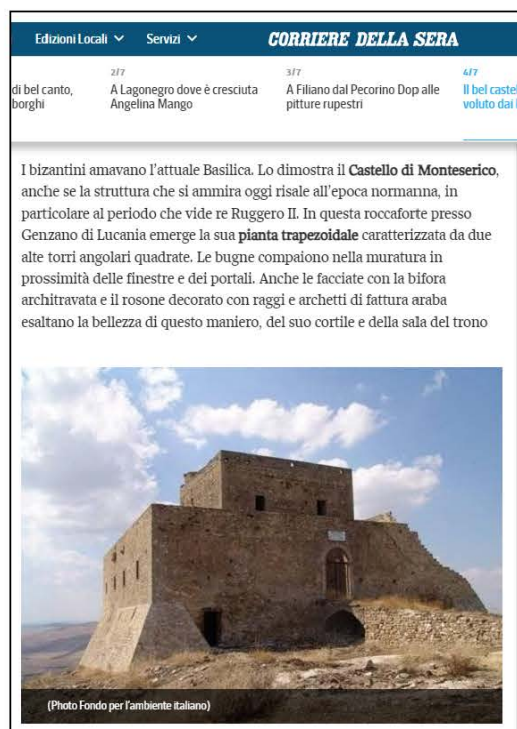 Edizioni Locali Servizi CORRIERE DELLA SERA
2/7 3/7 4/7
di bel canto, A Lagonegro dove è cresciuta A Filiano dal Pecorino Dop alle Il bel caste
borghi Angelina Mango pitture rupestri voluto dai
I bizantini amavano l'attuale Basilica. Lo dimostra il Castello di Monteserico,
anche se la struttura che si ammira oggi risale all'epoca normanna, in
particolare al periodo che vide re Ruggero II. In questa roccaforte presso
Genzano di Lucania emerge la sua pianta trapezoidale caratterizzata da due
alte torri angolari quadrate. Le bugne compaiono nella muratura in
prossimità delle finestre e dei portali. Anche le facciate con la bifora
architravata e il rosone decorato con raggi e archetti di fattura araba
esaltano la bellezza di questo maniero, del suo cortile e della sala del trono
(Photo Fondo per l'ambiente italiano)